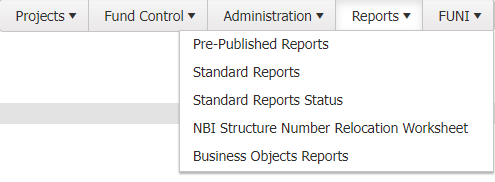 Projects Fund Control Administration Reports FUNI
Pre-Published Reports
Standard Reports
Standard Reports Status
NBI Structure Number Relocation Worksheet
Business Objects Reports